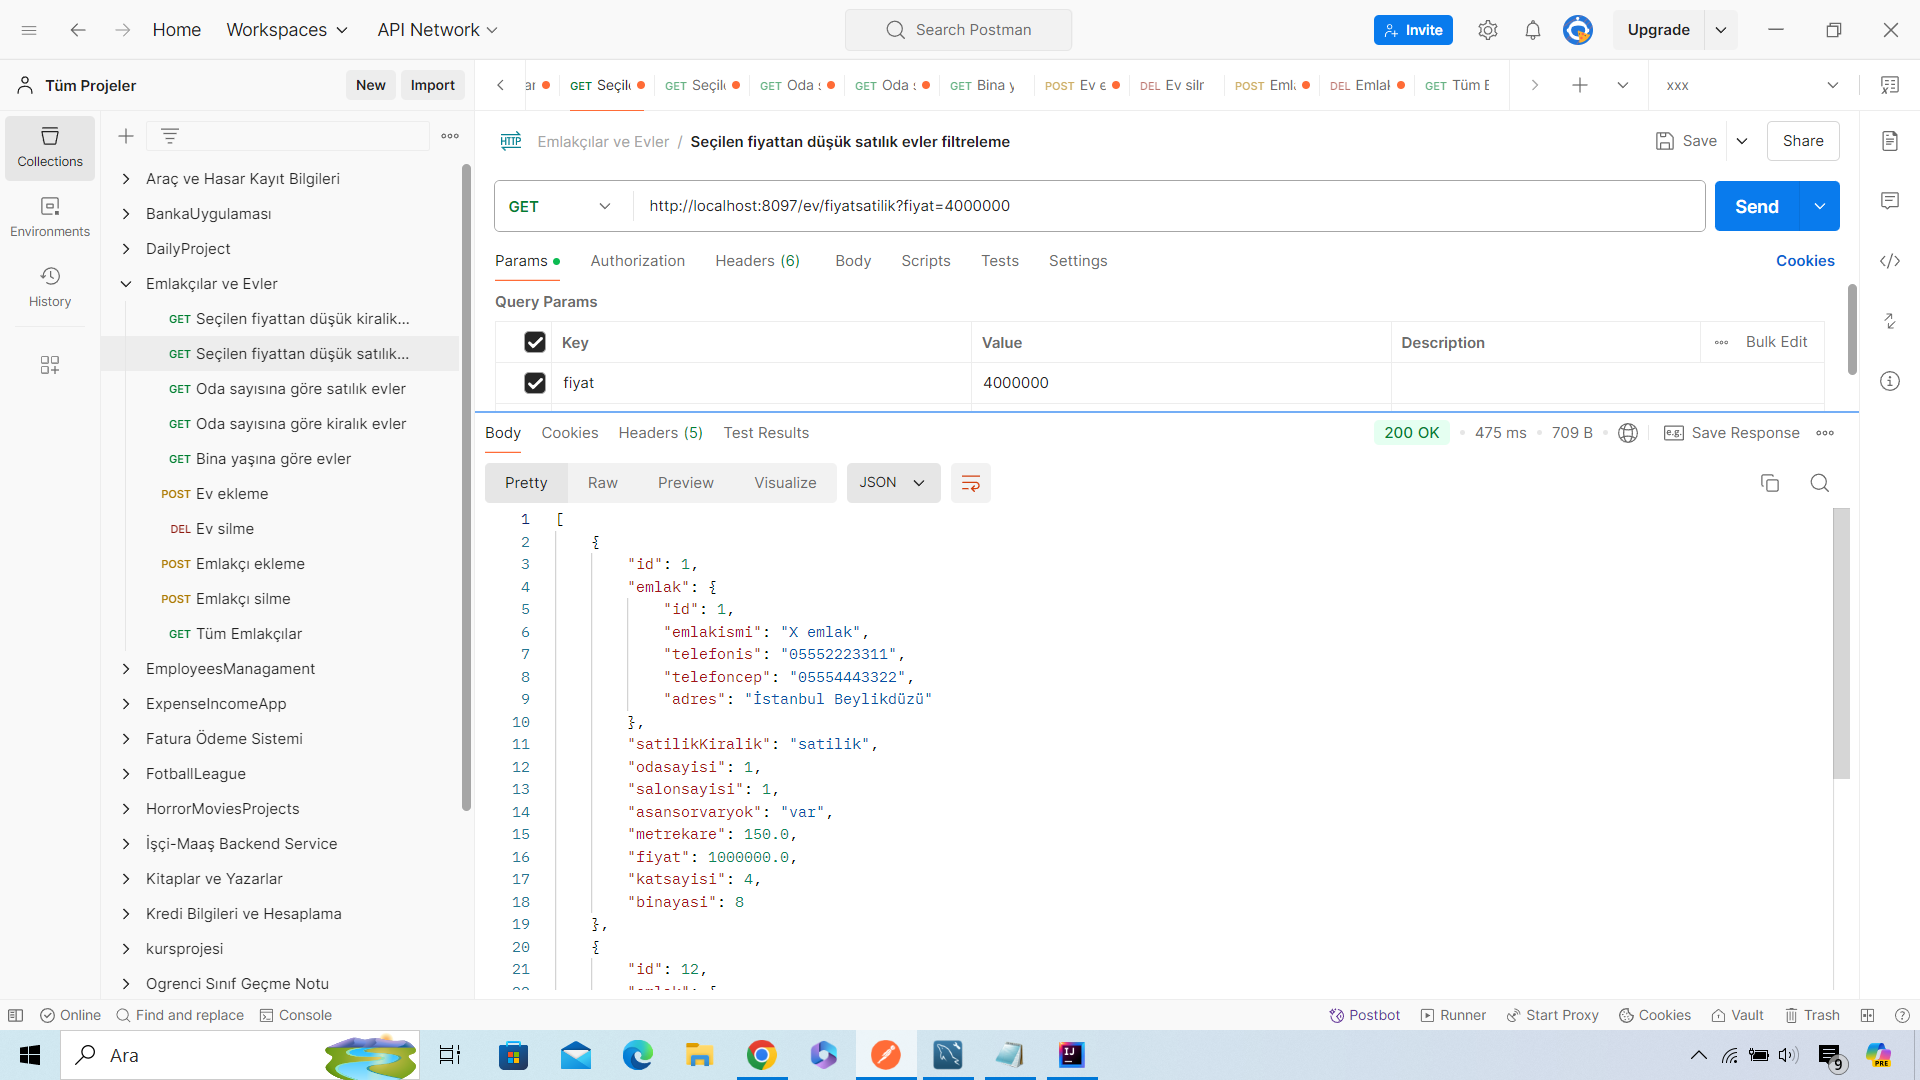 Home Workspaces API Network Search Postman Invite Upgrade
Tüm Projeler New Import
GET Seçil GET Seçil GET Oda s GET Oda s GET Bina y POST Ev e DEL Ev silr POST Eml DEL Emlak GET Tüm E xxx
Collections
Environments
History
Araç ve Hasar Kayıt Bilgileri
BankaUygulaması
DailyProject
Emlakçılar ve Evler
GET Seçilen fiyattan düşük kiralik...
GET Seçilen fiyattan düşük satılık...
GET Oda sayısına göre satılık evler
GET Oda sayısına göre kiralık evler
GET Bina yaşına göre evler
POST Ev ekleme
DEL Ev silme
POST Emlakçı ekleme
POST Emlakçı silme
GET Tüm Emlakçılar
EmployeesManagament
ExpenseIncomeApp
Fatura Ödeme Sistemi
FotballLeague
HorrorMoviesProjects
İşçi-Maaş Backend Service
Kitaplar ve Yazarlar
Kredi Bilgileri ve Hesaplama
kursprojesi
Ogrenci Sınıf Geçme Notu
HTTP Emlakçılar ve Evler / Seçilen fiyattan düşük satılık evler filtreleme Save Share
GET http://localhost:8097/ev/fiyatsatilik?fiyat=4000000 Send
Params Authorization Headers (6) Body Scripts Tests Settings Cookies
Query Params
Key Value Description Bulk Edit
fiyat 4000000
Body Cookies Headers (5) Test Results 200 OK 475 ms 709 B e.g. Save Response
Pretty Raw Preview Visualize JSON
1 [
2 {
3 "id": 1,
4 "emlak": {
5 "id": 1,
6 "emlakismi": "X emlak",
7 "telefonis": "05552223311",
8 "telefoncep": "05554443322",
9 "adres": "İstanbul Beylikdüzü"
10 },
11 "satilikKiralik": "satilik",
12 "odasayisi": 1,
13 "salonsayisi": 1,
14 "asansorvaryok": "var",
15 "metrekare": 150.0,
16 "fiyat": 1000000.0,
17 "katsayisi": 4,
18 "binayasi": 8
19 },
20 {
21 "id": 12,
Online Find and replace Console Postbot Runner Start Proxy Cookies Vault Trash
Ara IJ 9 PRE